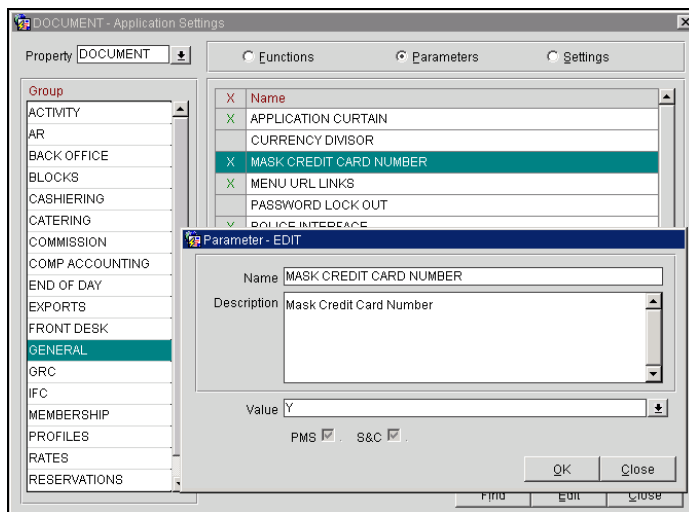 DOCUMENT - Application Settings
Property DOCUMENT
Functions Parameters Settings
Group
ACTIVITY
AR
BACK OFFICE
BLOCKS
CASHIERING
CATERING
COMMISSION
COMP ACCOUNTING
END OF DAY
EXPORTS
FRONT DESK
GENERAL
GRC
IFC
MEMBERSHIP
PROFILES
RATES
RESERVATIONS
X Name
X APPLICATION CURTAIN
CURRENCY DIVISOR
X MASK CREDIT CARD NUMBER
X MENU URL LINKS
PASSWORD LOCK OUT
X POLICE INTERFACE
Parameter - EDIT
Name MASK CREDIT CARD NUMBER
Description Mask Credit Card Number
Value Y
PMS . S&C .
OK Close
Find Edit Close